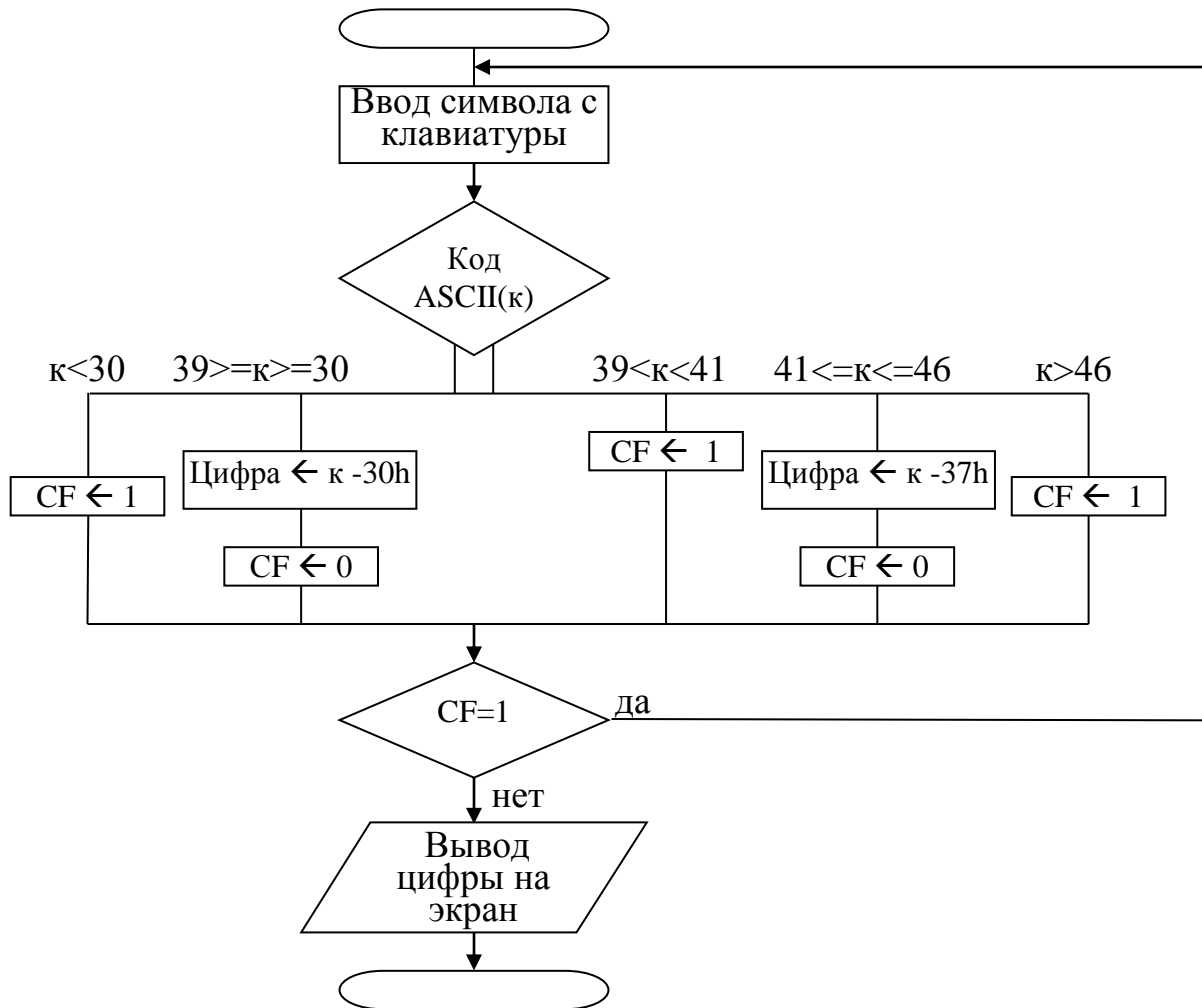 Ввод символа с
клавиатуры
Код
ASCII(к)
к<30
39>=к>=30
39<к<41
41<=к<=46
к>46
CF ← 1
Цифра ← к -30h
CF ← 0
CF ← 1
Цифра ← к -37h
CF ← 0
CF ← 1
CF=1
да
нет
Вывод
цифры на
экран